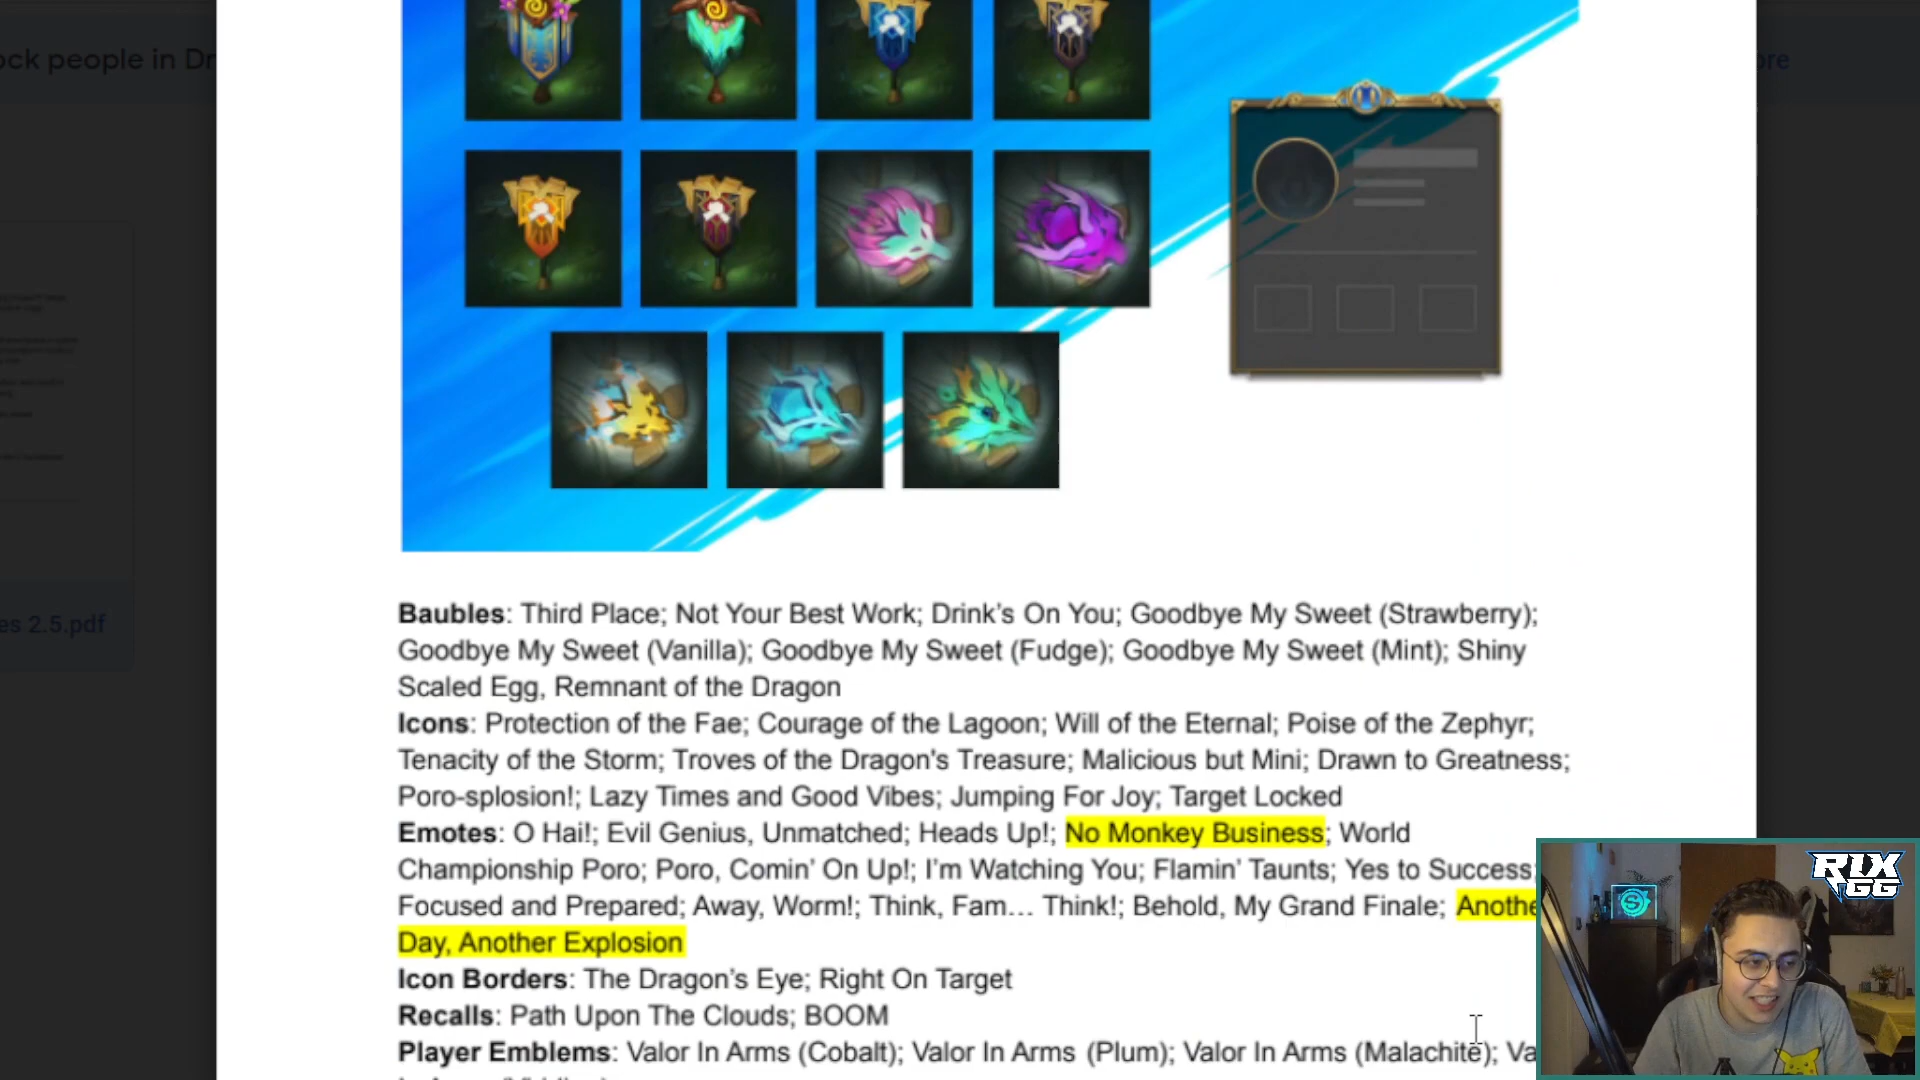 ock people in Dr
ore
es 2.5.pdf
Baubles: Third Place; Not Your Best Work; Drink's On You; Goodbye My Sweet (Strawberry);
Goodbye My Sweet (Vanilla); Goodbye My Sweet (Fudge); Goodbye My Sweet (Mint); Shiny
Scaled Egg, Remnant of the Dragon
Icons: Protection of the Fae; Courage of the Lagoon; Will of the Eternal; Poise of the Zephyr;
Tenacity of the Storm; Troves of the Dragon's Treasure; Malicious but Mini; Drawn to Greatness;
Poro-splosion!; Lazy Times and Good Vibes; Jumping For Joy; Target Locked
Emotes: O Hai!; Evil Genius, Unmatched; Heads Up!; No Monkey Business; World
Championship Poro; Poro, Comin' On Up!; I'm Watching You; Flamin' Taunts; Yes to Success;
Focused and Prepared; Away, Worm!; Think, Fam… Think!; Behold, My Grand Finale; Anothe
Day, Another Explosion
Icon Borders: The Dragon's Eye; Right On Target
Recalls: Path Upon The Clouds; BOOM
Player Emblems: Valor In Arms (Cobalt); Valor In Arms (Plum); Valor In Arms (Malachite); Va
RIX
GG